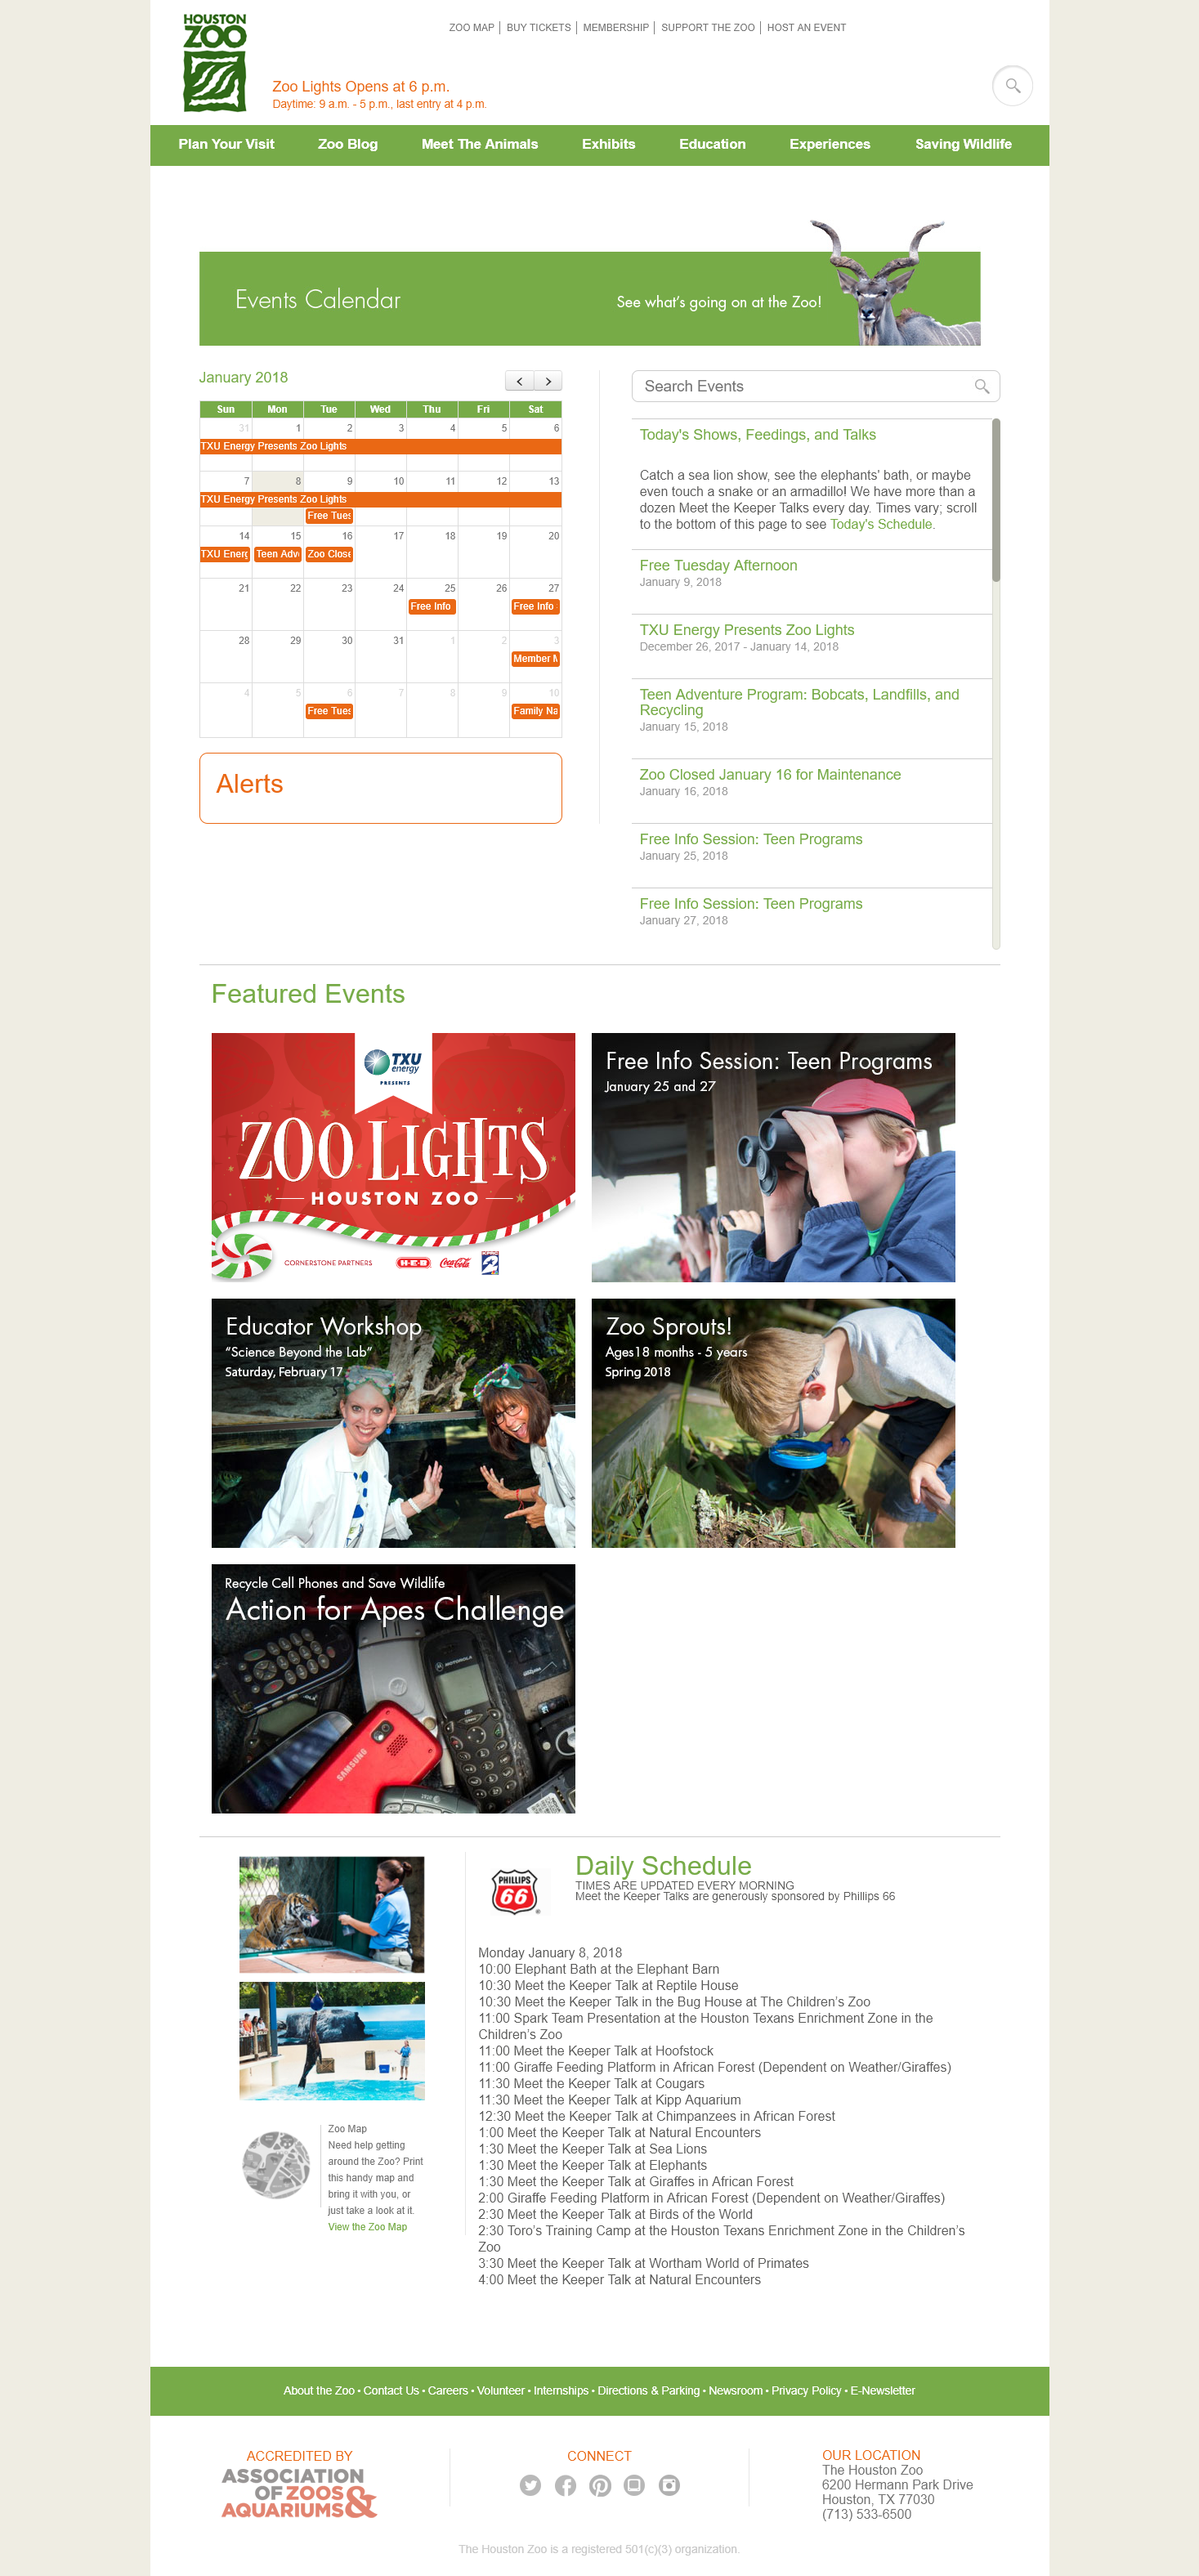 HOUSTON
ZOO
ZOO MAP
BUY TICKETS
MEMBERSHIP
SUPPORT THE ZOO
HOST AN EVENT
Zoo Lights Opens at 6 p.m.
Daytime: 9 a.m. - 5 p.m., last entry at 4 p.m.
Plan Your Visit
Zoo Blog
Meet The Animals
Exhibits
Education
Experiences
Saving Wildlife
Events Calendar
See what's going on at the Zoo!
January 2018
Sun Mon Tue Wed Thu Fri Sat
31 1 2 3 4 5 6
TXU Energy Presents Zoo Lights
7 8 9 10 11 12 13
TXU Energy Presents Zoo Lights
Free Tues
14 15 16 17 18 19 20
TXU Energ Teen Adve Zoo Close
21 22 23 24 25 26 27
Free Info Free Info
28 29 30 31 1 2 3
Member M
4 5 6 7 8 9 10
Free Tues Family Na
Alerts
Search Events
Today's Shows, Feedings, and Talks
Catch a sea lion show, see the elephants' bath, or maybe
even touch a snake or an armadillo! We have more than a
dozen Meet the Keeper Talks every day. Times vary; scroll
to the bottom of this page to see Today's Schedule.
Free Tuesday Afternoon
January 9, 2018
TXU Energy Presents Zoo Lights
December 26, 2017 - January 14, 2018
Teen Adventure Program: Bobcats, Landfills, and
Recycling
January 15, 2018
Zoo Closed January 16 for Maintenance
January 16, 2018
Free Info Session: Teen Programs
January 25, 2018
Free Info Session: Teen Programs
January 27, 2018
Featured Events
TXU
energy
PRESENTS
ZOO LIGHTS
HOUSTON ZOO
CORNERSTONE PARTNERS
H-E-B
Coca-Cola
2
Free Info Session: Teen Programs
January 25 and 27
Educator Workshop
"Science Beyond the Lab"
Saturday, February 17
Zoo Sprouts!
Ages18 months - 5 years
Spring 2018
Recycle Cell Phones and Save Wildlife
Action for Apes Challenge
MOTOROLA
SAMSUNG
PHILLIPS
66
Daily Schedule
TIMES ARE UPDATED EVERY MORNING
Meet the Keeper Talks are generously sponsored by Phillips 66
Monday January 8, 2018
10:00 Elephant Bath at the Elephant Barn
10:30 Meet the Keeper Talk at Reptile House
10:30 Meet the Keeper Talk in the Bug House at The Children's Zoo
11:00 Spark Team Presentation at the Houston Texans Enrichment Zone in the
Children's Zoo
11:00 Meet the Keeper Talk at Hoofstock
11:00 Giraffe Feeding Platform in African Forest (Dependent on Weather/Giraffes)
11:30 Meet the Keeper Talk at Cougars
11:30 Meet the Keeper Talk at Kipp Aquarium
12:30 Meet the Keeper Talk at Chimpanzees in African Forest
1:00 Meet the Keeper Talk at Natural Encounters
1:30 Meet the Keeper Talk at Sea Lions
1:30 Meet the Keeper Talk at Elephants
1:30 Meet the Keeper Talk at Giraffes in African Forest
2:00 Giraffe Feeding Platform in African Forest (Dependent on Weather/Giraffes)
2:30 Meet the Keeper Talk at Birds of the World
2:30 Toro's Training Camp at the Houston Texans Enrichment Zone in the Children's
Zoo
3:30 Meet the Keeper Talk at Wortham World of Primates
4:00 Meet the Keeper Talk at Natural Encounters
Zoo Map
Need help getting
around the Zoo? Print
this handy map and
bring it with you, or
just take a look at it.
View the Zoo Map
About the Zoo • Contact Us • Careers • Volunteer • Internships • Directions & Parking • Newsroom • Privacy Policy • E-Newsletter
ACCREDITED BY
ASSOCIATION
OF ZOOS
AQUARIUMS &
CONNECT
OUR LOCATION
The Houston Zoo
6200 Hermann Park Drive
Houston, TX 77030
(713) 533-6500
The Houston Zoo is a registered 501(c)(3) organization.